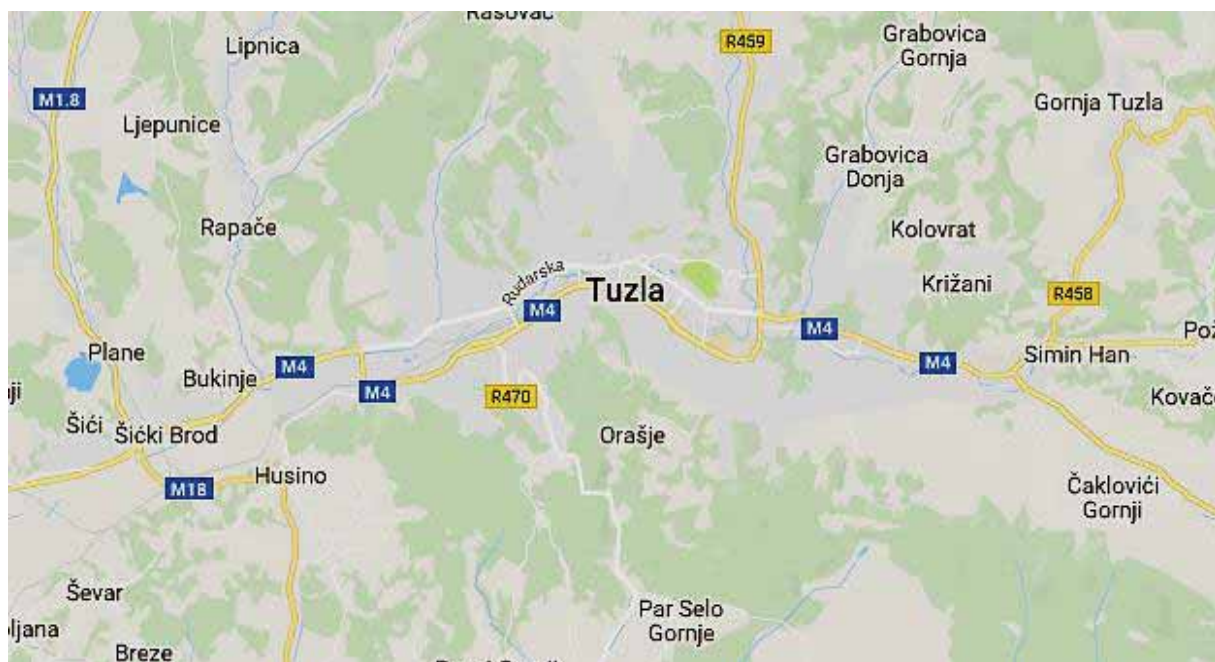 Rasovac
Lipnica
R459
Grabovica
Gornja
M1.8
Gornja Tuzla
Ljepunice
Grabovica
Donja
Rapače
Kolovrat
Rudarska
Tuzla
Križani
R458
M4
M4
Plane
Simin Han
Bukinje
M4
M4
M4
R470
Šići
Šićki Brod
Orašje
Husino
M18
Čaklovići
Gornji
Ševar
Par Selo
Gornje
Breze